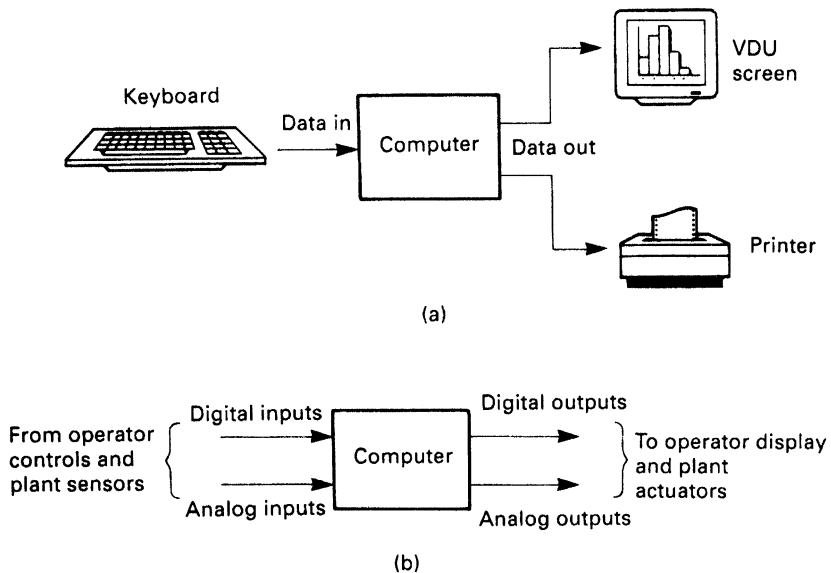 VDU
screen
Keyboard
Data in
Computer
Data out
Printer
(a)
Digital inputs
Digital outputs
From operator
controls and
plant sensors
Computer
To operator display
and plant
actuators
Analog inputs
Analog outputs
(b)